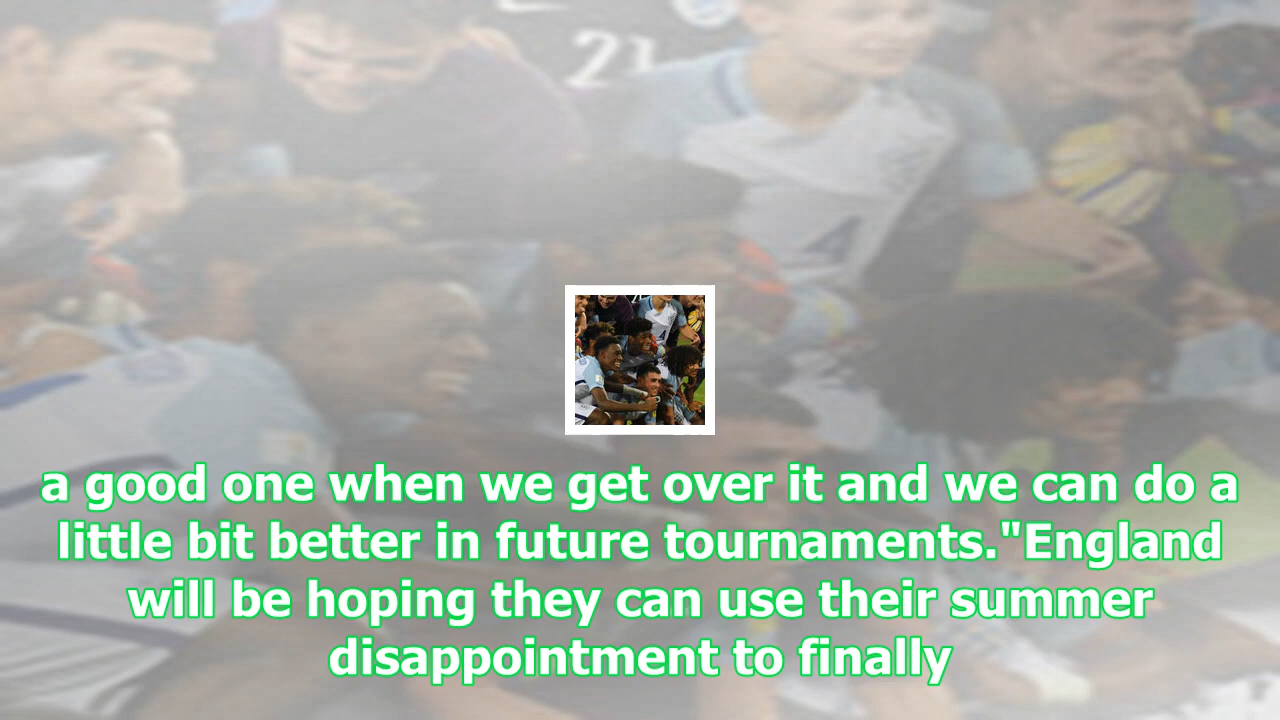 21
a good one when we get over it and we can do a
little bit better in future tournaments."England
will be hoping they can use their summer
disappointment to finally